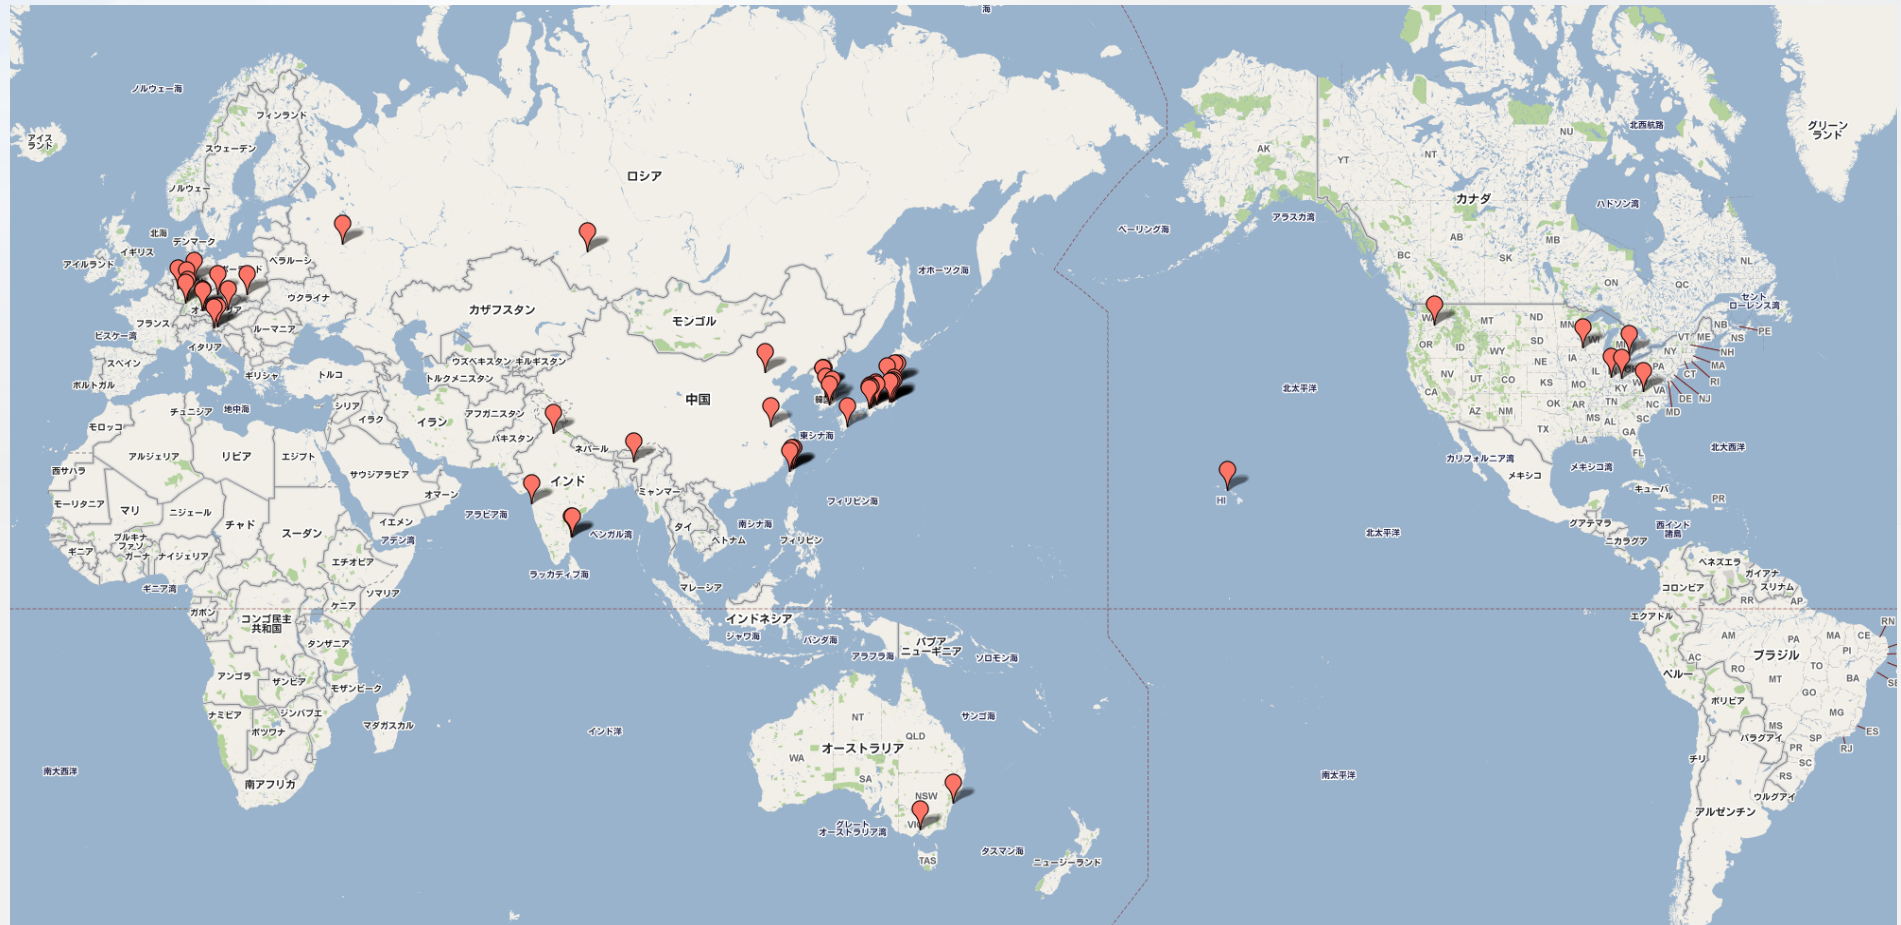 海
ノルウェー海
アイス
ランド
フィンランド
スウェーデン
ノルウェー
ロシア
北海
デンマーク
イギリス
アイルランド
ベラルーシ
ウクライナ
フランス
ルーマニア
ビスケー湾
イタリア
スペイン
ギリシャ
ポルトガル
トルコ
カザフスタン
モンゴル
ウズベキスタン
キルギスタン
トルクメニスタン
中国
チュニジア
地中海
シリア
アフガニスタン
モロッコ
イラク
イラン
パキスタン
東シナ海
アルジェリア
リビア
エジプト
ネパール
西サハラ
サウジアラビア
インド
オマーン
ミャンマー
モーリタニア
マリ
ニジェール
チャド
スーダン
イエメン
アデン湾
アラビア海
ベンガル湾
タイ
南シナ海
ベトナム
フィリピン海
フィリピン
ブルキナ
ファソ
ギニア
ガーナ
ナイジェリア
エチオピア
ラッカディブ海
ギニア湾
ソマリア
マレーシア
ガボン
ケニア
コンゴ民主
共和国
インドネシア
ジャワ海
バンダ海
パプア
ニューギニア
タンザニア
アラフラ海
ソロモン海
アンゴラ
ザンビア
モザンビーク
ナミビア
ジンバブエ
ボツワナ
マダガスカル
インド洋
サンゴ海
NT
QLD
オーストラリア
WA
SA
NSW
南大西洋
南アフリカ
グレート
オーストラリア湾
TAS
タスマン海
ニュージーランド
オホーツク海
ベーリング海
アラスカ湾
AK
YT
NT
NU
北西航路
グリーン
ランド
カナダ
ハドソン湾
BC
AB
SK
MB
ON
QC
NL
セント
ローレンス湾
WA
MT
ND
MN
NB
PE
NS
VT
ME
NH
MA
RI
CT
NJ
DE
MD
OR
ID
WY
SD
WI
IA
NE
IL
NY
PA
NV
UT
CO
KS
MO
KY
VA
CA
AZ
NM
OK
AR
TN
NC
SC
MS
AL
GA
TX
LA
FL
北太平洋
北大西洋
カリフォルニア湾
メキシコ
メキシコ湾
キューバ
PR
HI
北太平洋
グアテマラ
西インド
諸島
ニカラグア
ベネズエラ
ガイアナ
スリナム
コロンビア
RR
AP
エクアドル
RN
AM
PA
MA
CE
PI
AC
RO
ブラジル
TO
ペルー
MT
BA
SE
GO
ボリビア
MG
MS
ES
パラグアイ
SP
RJ
PR
SC
チリ
RS
南太平洋
ウルグアイ
アルゼンチン